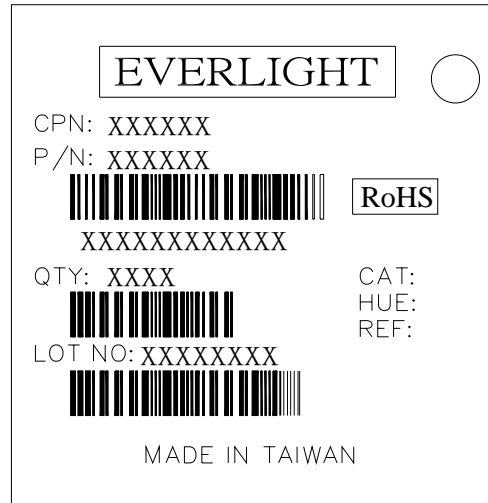 EVERLIGHT
CPN: XXXXXX
P/N: XXXXXX
RoHS
XXXXXXXXXXXX
QTY: XXXX
CAT:
HUE:
REF:
LOT NO: XXXXXXXX
MADE IN TAIWAN